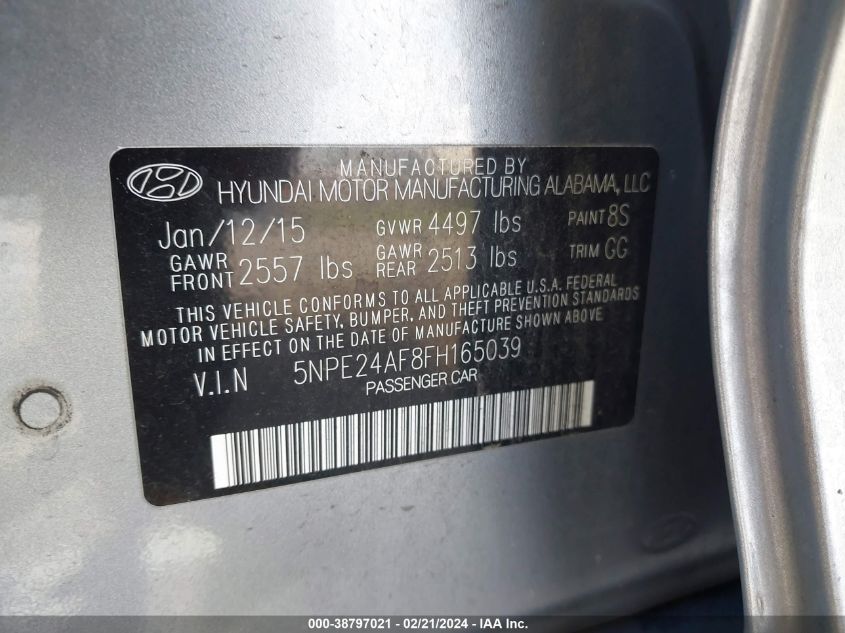 MANUFACTURED BY
HYUNDAI MOTOR MANUFACTURING ALABAMA, LLC
Jan/12/15 GVWR 4497 lbs PAINT 8S
GAWR FRONT 2557 lbs GAWR REAR 2513 lbs TRIM GG
THIS VEHICLE CONFORMS TO ALL APPLICABLE U.S.A. FEDERAL
MOTOR VEHICLE SAFETY, BUMPER, AND THEFT PREVENTION STANDARDS
IN EFFECT ON THE DATE OF MANUFACTURE SHOWN ABOVE
V.I.N 5NPE24AF8FH165039
PASSENGER CAR
000-38797021 - 02/21/2024 - IAA Inc.